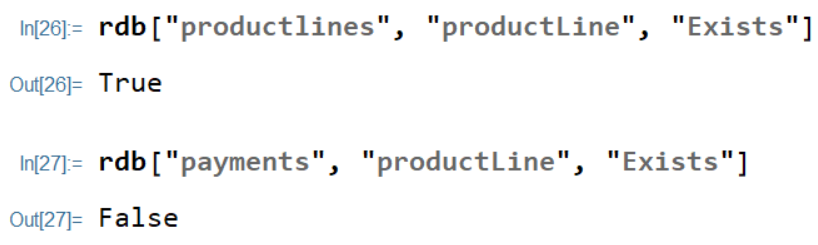 In[26]:= rdb["productlines", "productLine", "Exists"]
Out[26]= True
In[27]:= rdb["payments", "productLine", "Exists"]
Out[27]= False